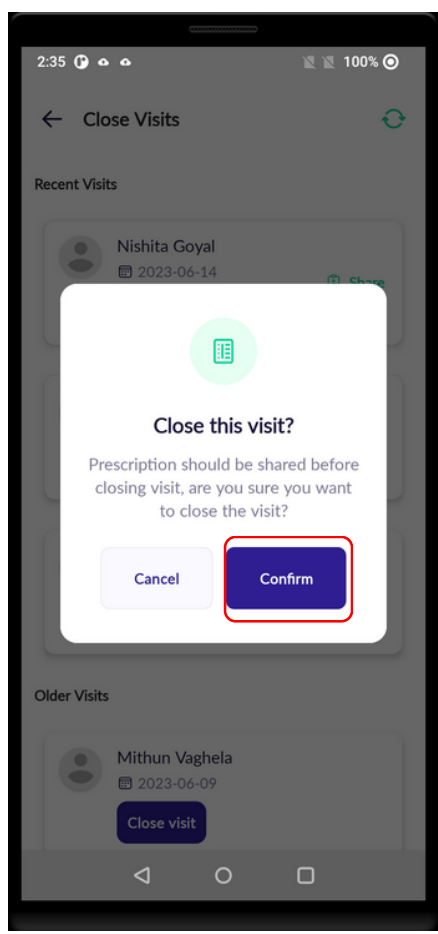 2:35 100%
Close Visits
Recent Visits
Nishita Goyal
2023-06-14
Share
Close this visit?
Prescription should be shared before
closing visit, are you sure you want
to close the visit?
Cancel Confirm
Older Visits
Mithun Vaghela
2023-06-09
Close visit